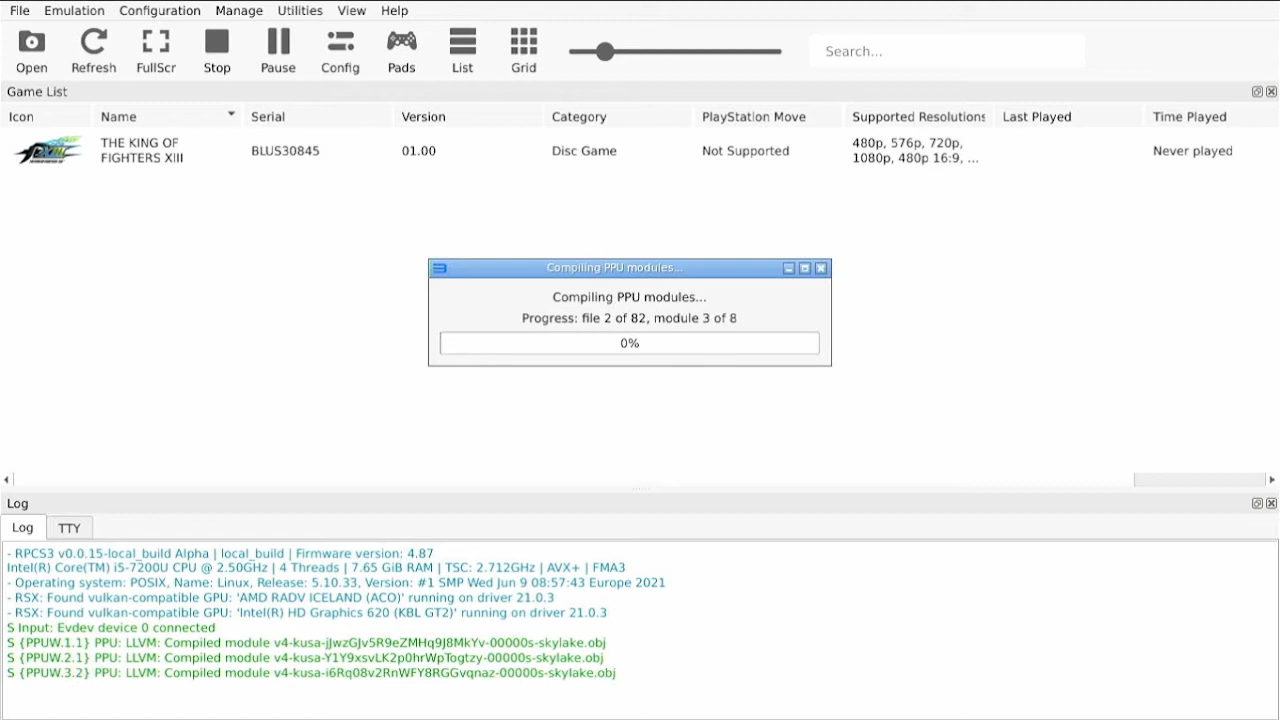 File Emulation Configuration Manage Utilities View Help
Open Refresh FullScr Stop Pause Config Pads List Grid Search...
Game List
Icon Name Serial Version Category PlayStation Move Supported Resolutions Last Played Time Played
THE KING OF
FIGHTERS XIII
BLUS30845 01.00 Disc Game Not Supported
480p, 576p, 720p,
1080p, 480p 16:9, ...
Never played
Compiling PPU modules...
Compiling PPU modules...
Progress: file 2 of 82, module 3 of 8
0%
Log
Log TTY
- RPCS3 v0.0.15-local_build Alpha | local_build | Firmware version: 4.87
Intel(R) Core(TM) i5-7200U CPU @ 2.50GHz | 4 Threads | 7.65 GiB RAM | TSC: 2.712GHz | AVX+ | FMA3
- Operating system: POSIX, Name: Linux, Release: 5.10.33, Version: #1 SMP Wed Jun 9 08:57:43 Europe 2021
- RSX: Found vulkan-compatible GPU: 'AMD RADV ICELAND (ACO)' running on driver 21.0.3
- RSX: Found vulkan-compatible GPU: 'Intel(R) HD Graphics 620 (KBL GT2)' running on driver 21.0.3
S Input: Evdev device 0 connected
S {PPUW.1.1} PPU: LLVM: Compiled module v4-kusa-jJwzGJv5R9eZMHq9J8MkYv-00000s-skylake.obj
S {PPUW.2.1} PPU: LLVM: Compiled module v4-kusa-Y1Y9xsvLK2p0hrWpTogtzy-00000s-skylake.obj
S {PPUW.3.2} PPU: LLVM: Compiled module v4-kusa-i6Rq08v2RnWFY8RGGvqnaz-00000s-skylake.obj